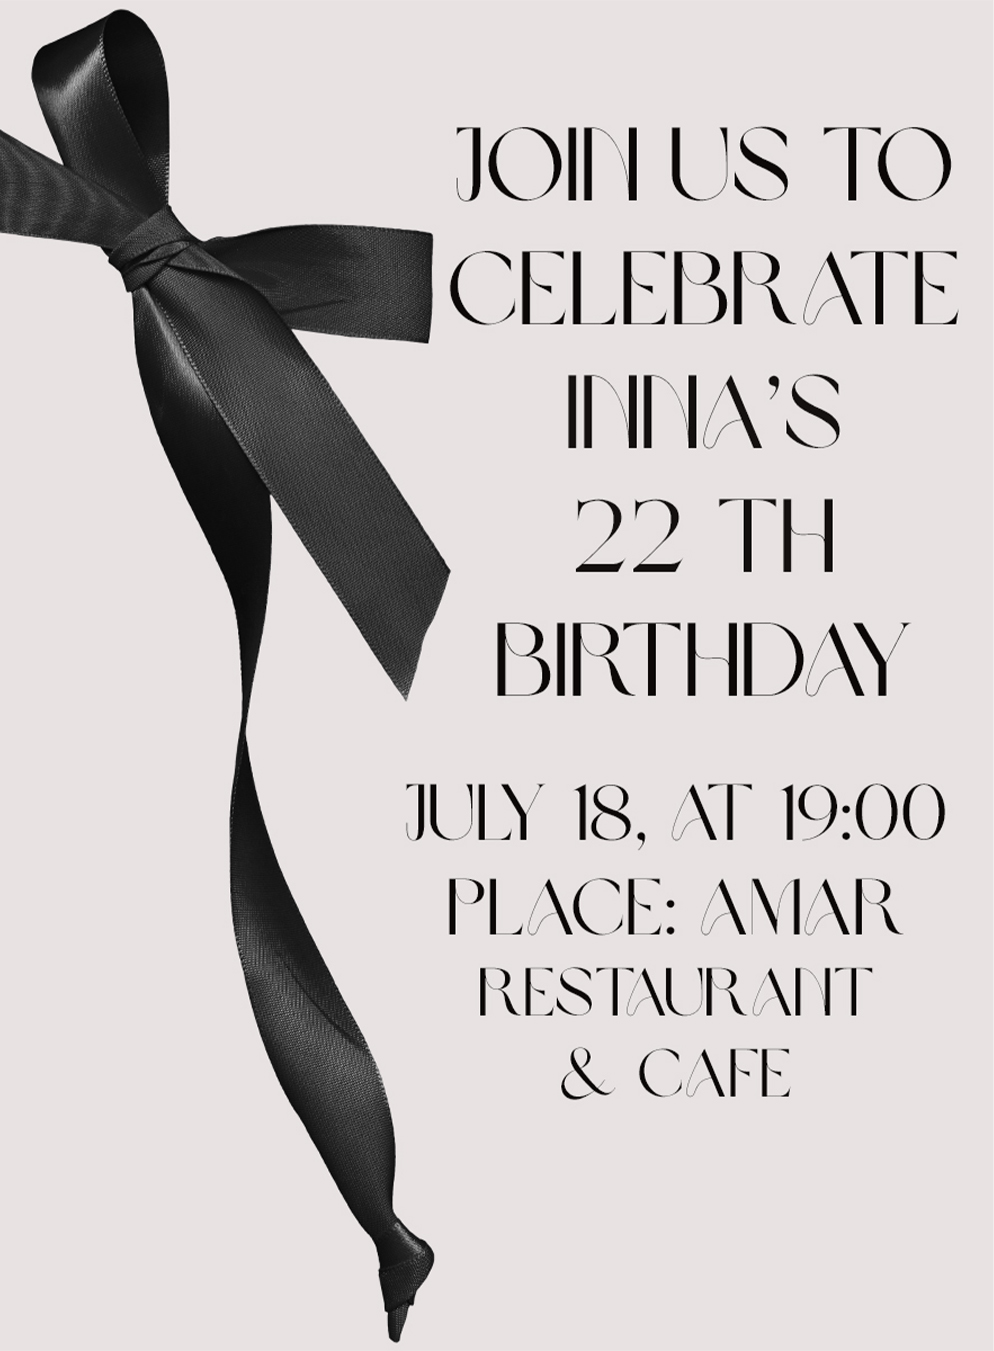 JOIN US TO
CELEBRATE
INNA'S
22 TH
BIRTHDAY
JULY 18, AT 19:00
PLACE: AMAR
RESTAURANT
& CAFE